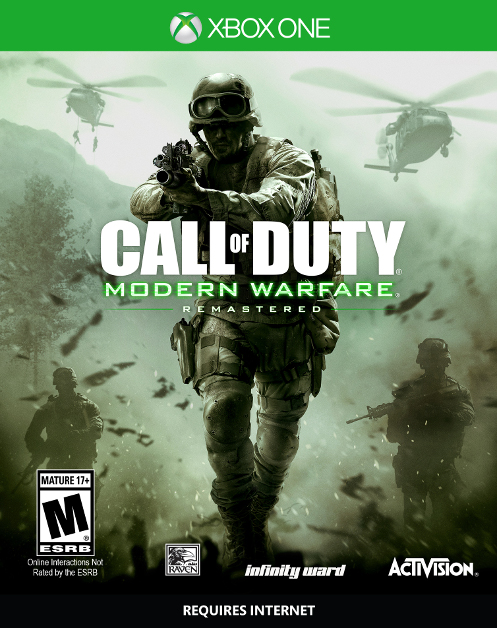 XBOX ONE
CALL OF DUTY®
MODERN WARFARE®
REMASTERED
MATURE 17+
M®
ESRB
Online Interactions Not
Rated by the ESRB
RAVEN
infinity ward
ACTIVISION®
REQUIRES INTERNET